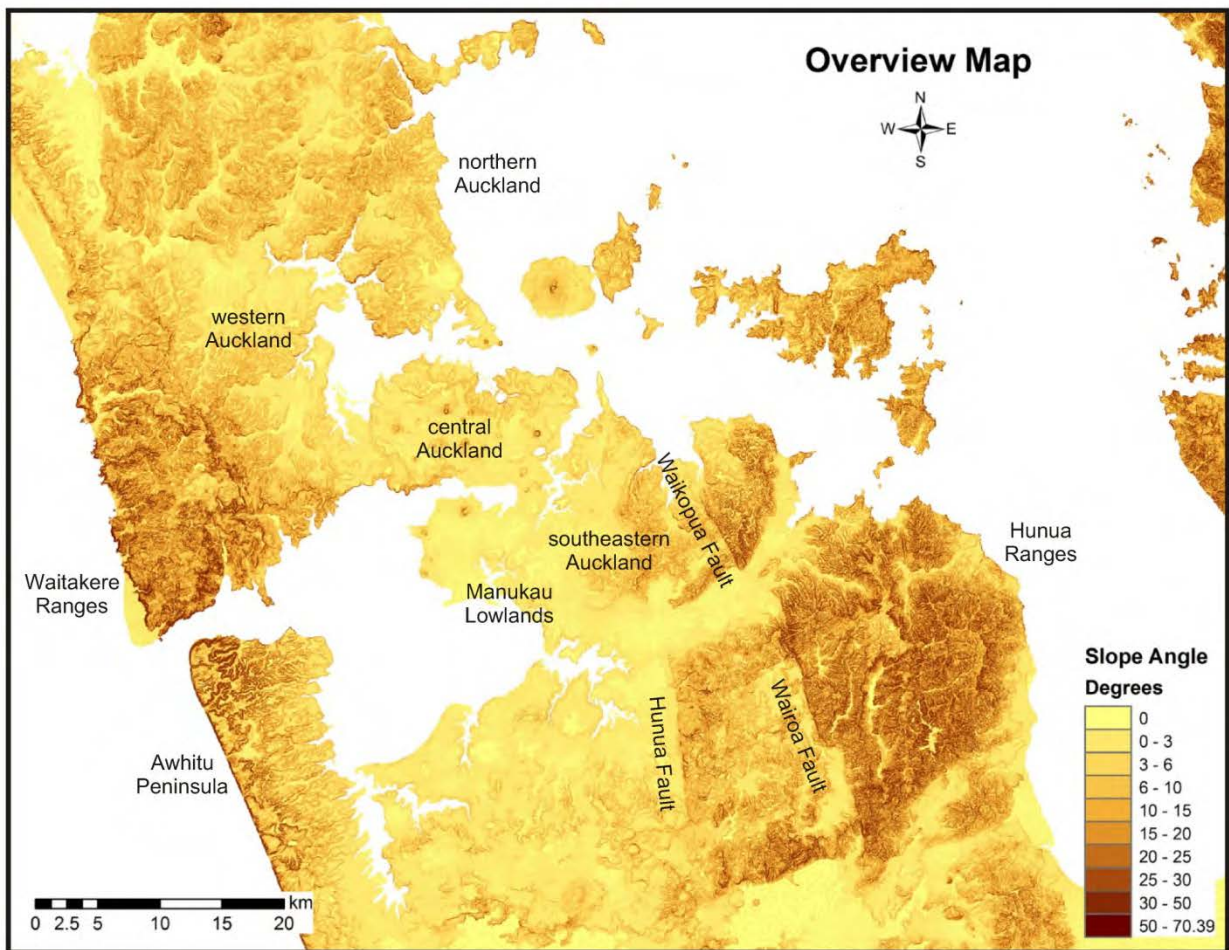 Overview Map
N
W E
S
northern
Auckland
western
Auckland
central
Auckland
Waikopua Fault
southeastern
Auckland
Hunua
Ranges
Waitakere
Ranges
Manukau
Lowlands
Hunua Fault
Wairoa Fault
Awhitu
Peninsula
Slope Angle
Degrees
0
0 - 3
3 - 6
6 - 10
10 - 15
15 - 20
20 - 25
25 - 30
30 - 50
50 - 70.39
km
0 2.5 5 10 15 20